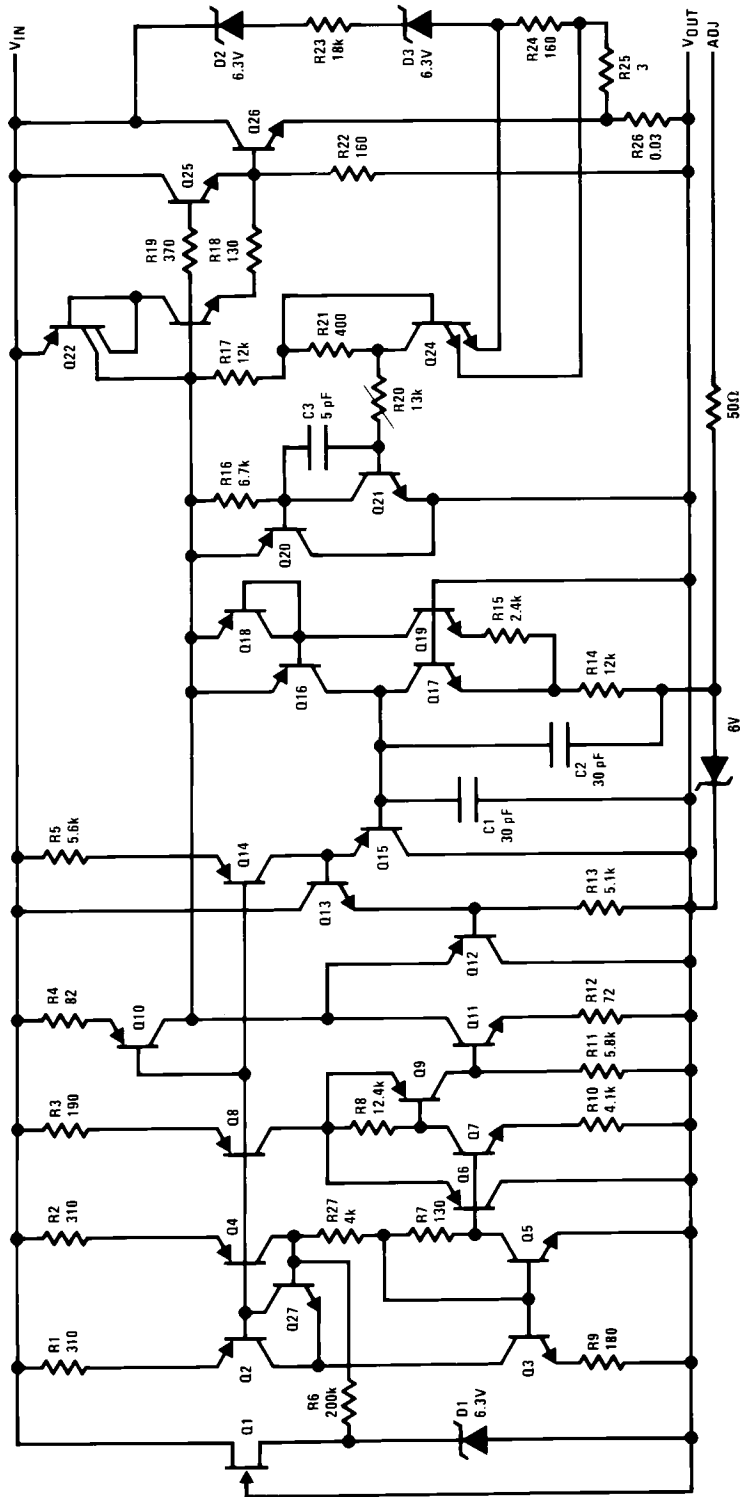 VIN
R1
310
R2
310
R3
190
R4
82
R5
5.6k
Q1
Q2
Q4
Q8
Q10
Q14
Q22
Q25
Q26
D2
6.3V
R23
18k
D3
6.3V
R24
160
R25
3
R26
0.03
R19
370
R18
130
R22
160
R17
12k
R21
400
Q24
R20
13k
C3
5 pF
R16
6.7k
Q20
Q21
Q18
Q16
Q19
Q17
R15
2.4k
R14
12k
C2
30 pF
C1
30 pF
Q15
Q13
Q12
R13
5.1k
Q11
R12
72
R11
5.8k
Q9
R8
12.4k
Q7
R10
4.1k
Q6
R27
4k
R7
130
Q5
Q27
Q3
R9
180
R6
200k
D1
6.3V
VOUT
ADJ
6V
50Ω